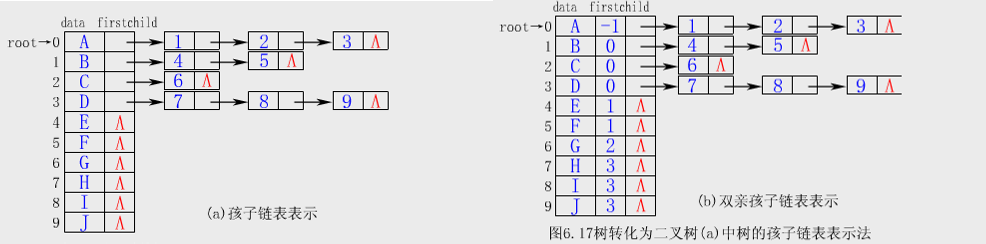 data firstchild
root→0 A 1 2 3 Λ
1 B 4 5 Λ
2 C 6 Λ
3 D 7 8 9 Λ
4 E Λ
5 F Λ
6 G Λ
7 H Λ
8 I Λ
9 J Λ
(a)孩子链表表示
data firstchild
root→0 A -1 1 2 3 Λ
1 B 0 4 5 Λ
2 C 0 6 Λ
3 D 0 7 8 9 Λ
4 E 1 Λ
5 F 1 Λ
6 G 2 Λ
7 H 3 Λ
8 I 3 Λ
9 J 3 Λ
(b)双亲孩子链表表示
图6.17树转化为二叉树(a)中树的孩子链表表示法